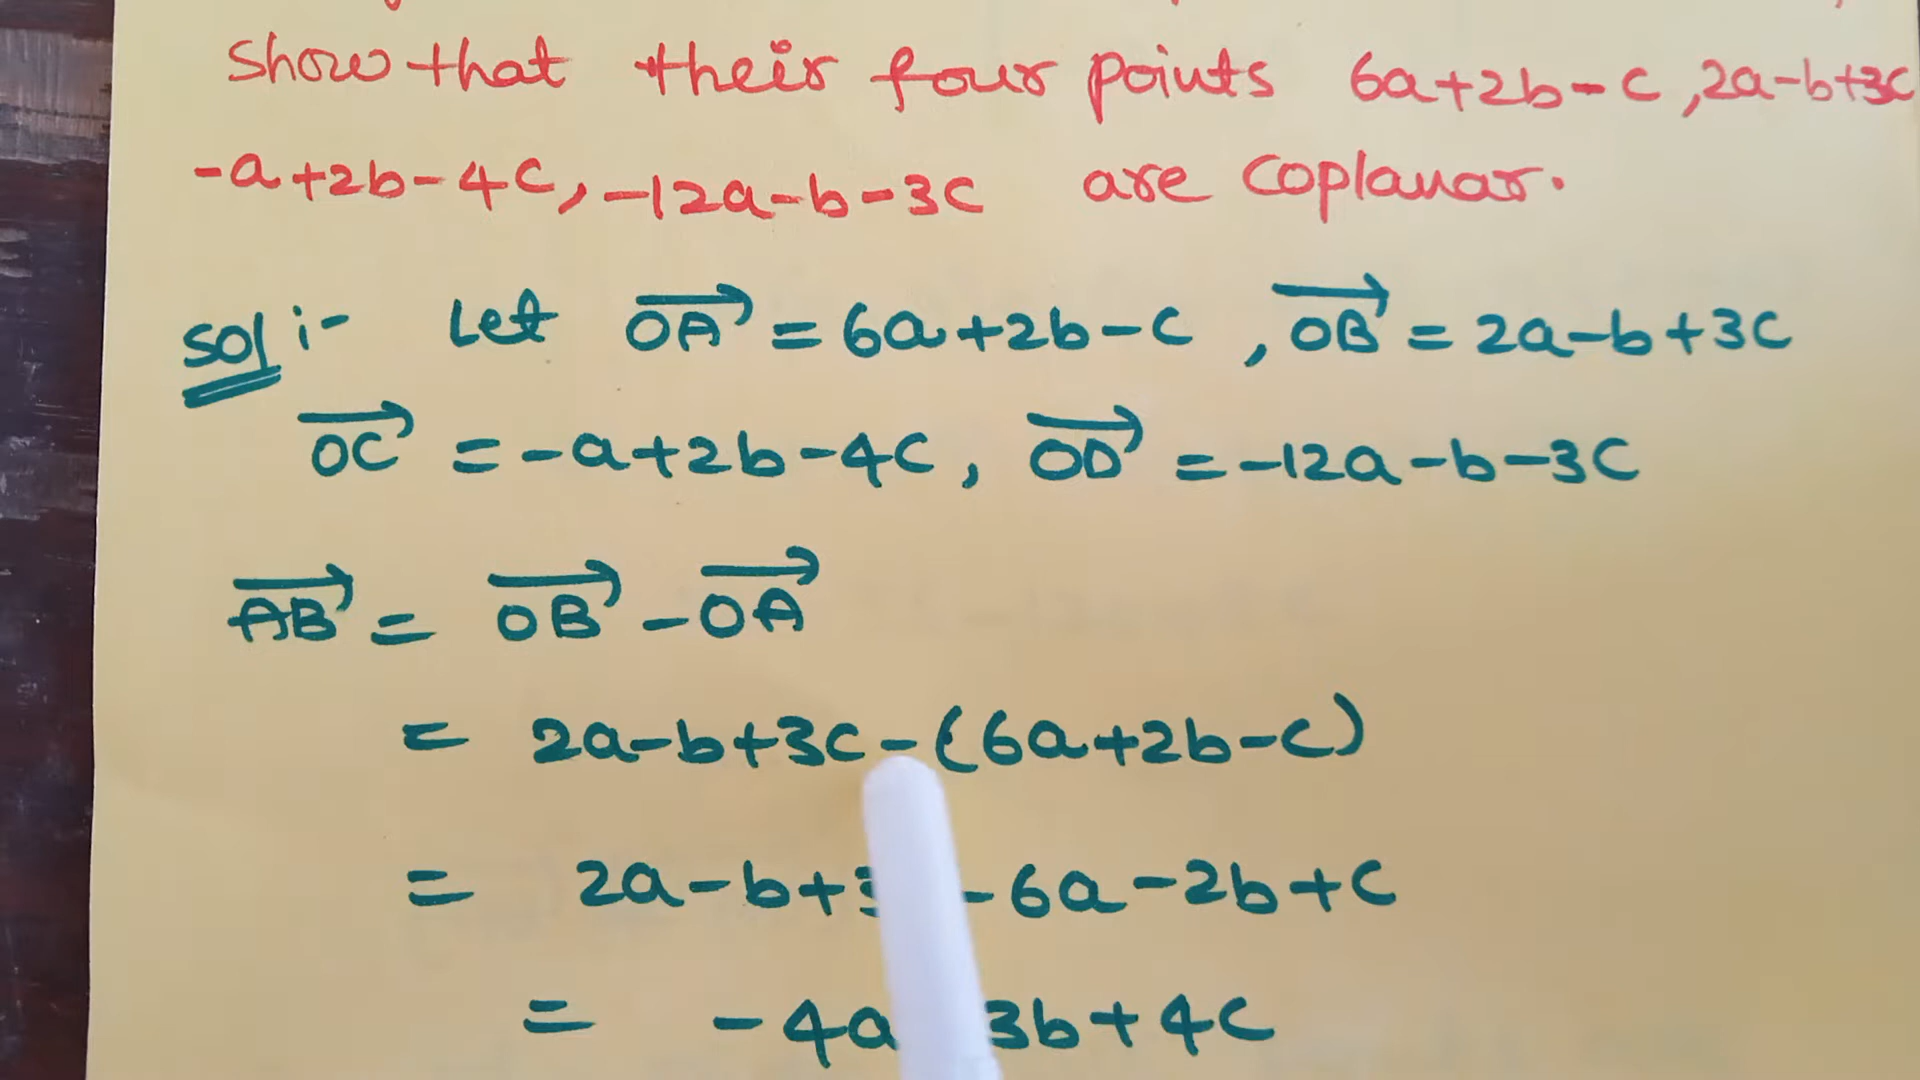 show that their four points 6a+2b-c, 2a-b+3c
-a+2b-4c, -12a-b-3c are coplanar.
Sol :- Let OA⃗ = 6a+2b-c, OB⃗ = 2a-b+3c
OC⃗ = -a+2b-4c, OD⃗ = -12a-b-3c
AB⃗ = OB⃗ - OA⃗
= 2a-b+3c-(6a+2b-c)
= 2a-b+3 -6a-2b+c
= -4a 3b+4c